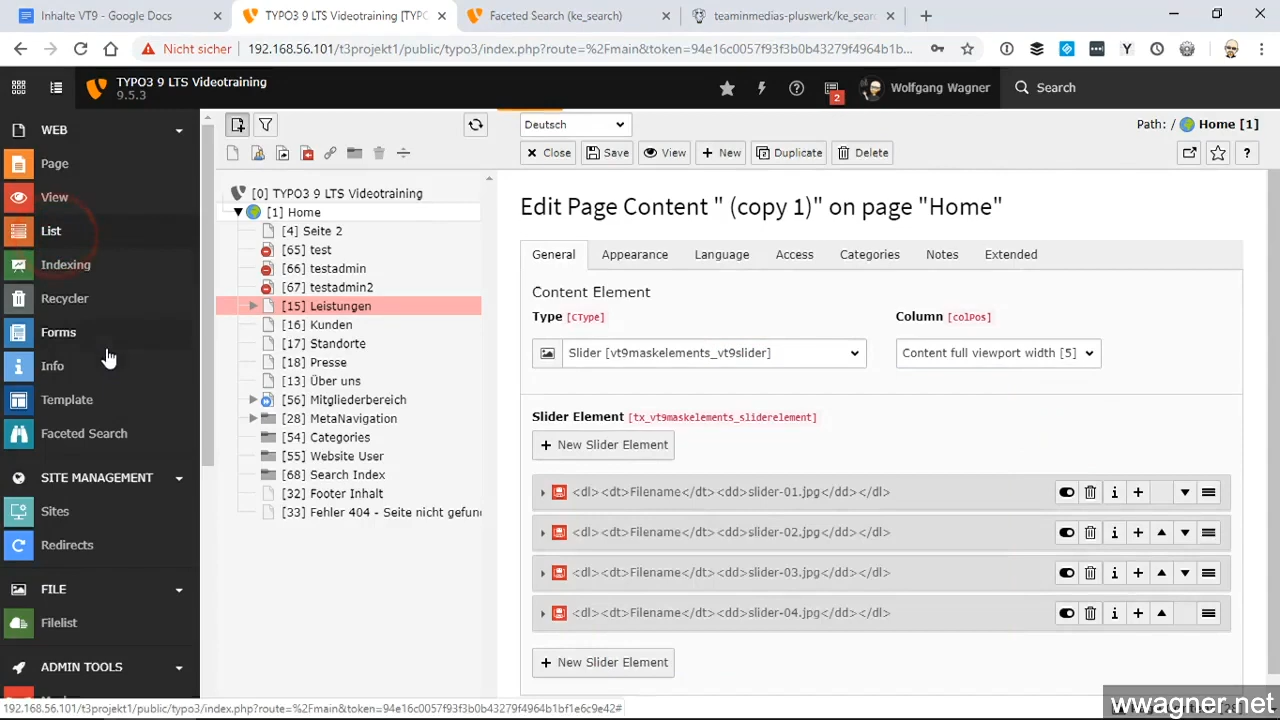 Inhalte VT9 - Google Docs
TYPO3 9 LTS Videotraining [TYPC
Faceted Search (ke_search)
teaminmedias-pluswerk/ke_searc
Nicht sicher
192.168.56.101/t3projekt1/public/typo3/index.php?route=%2Fmain&token=94e16c0057f93f3b0b43279f4964b1b...
TYPO3 9 LTS Videotraining
9.5.3
2
Wolfgang Wagner
Search
WEB
Page
View
List
Indexing
Recycler
Forms
Info
Template
Faceted Search
SITE MANAGEMENT
Sites
Redirects
FILE
Filelist
ADMIN TOOLS
[0] TYPO3 9 LTS Videotraining
[1] Home
[4] Seite 2
[65] test
[66] testadmin
[67] testadmin2
[15] Leistungen
[16] Kunden
[17] Standorte
[18] Presse
[13] Über uns
[56] Mitgliederbereich
[28] MetaNavigation
[54] Categories
[55] Website User
[68] Search Index
[32] Footer Inhalt
[33] Fehler 404 - Seite nicht gefun
Deutsch
Path: / Home [1]
Close
Save
View
New
Duplicate
Delete
Edit Page Content " (copy 1)" on page "Home"
General
Appearance
Language
Access
Categories
Notes
Extended
Content Element
Type [CType]
Column [colPos]
Slider [vt9maskelements_vt9slider]
Content full viewport width [5]
Slider Element [tx_vt9maskelements_sliderelement]
New Slider Element
<dl><dt>Filename</dt><dd>slider-01.jpg</dd></dl>
<dl><dt>Filename</dt><dd>slider-02.jpg</dd></dl>
<dl><dt>Filename</dt><dd>slider-03.jpg</dd></dl>
<dl><dt>Filename</dt><dd>slider-04.jpg</dd></dl>
New Slider Element
192.168.56.101/t3projekt1/public/typo3/index.php?route=%2Fmain&token=94e16c0057f93f3b0b43279f4964b1bf1e6c9e42#
wwagner.net